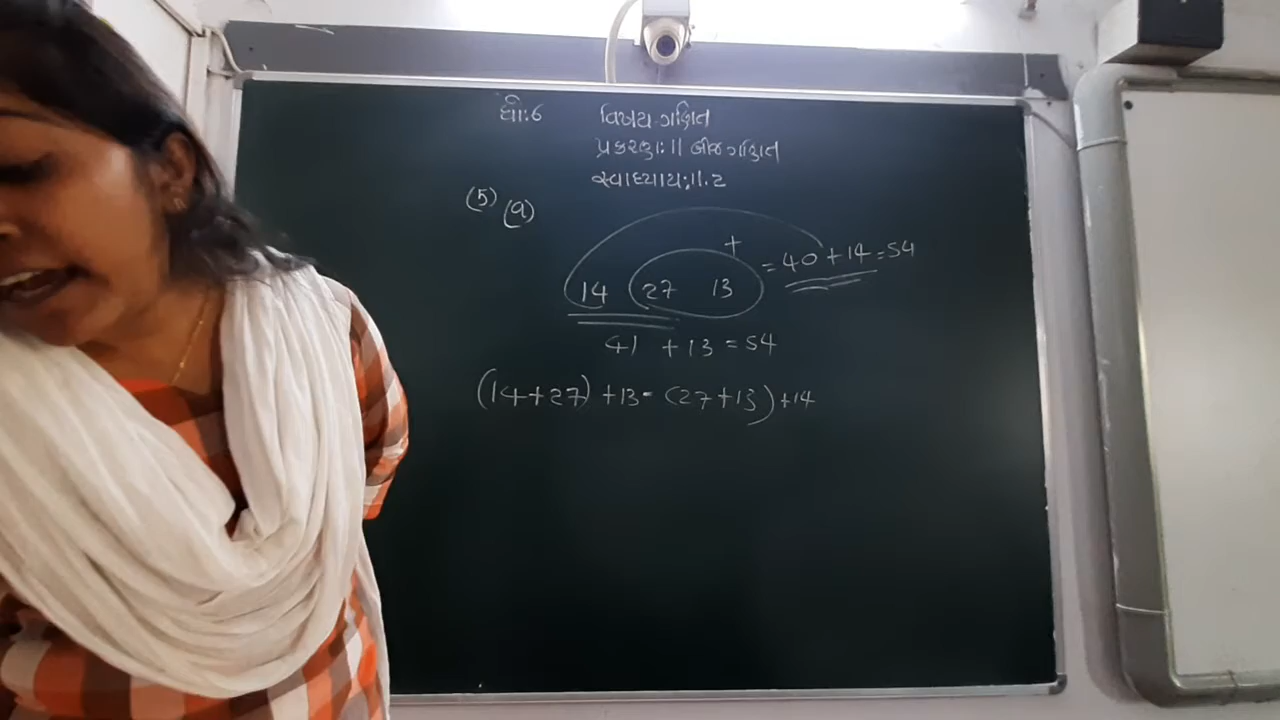 ધો:6 વિષય-ગણિત
પ્રકરણ:11 બીજગણિત
સ્વાધ્યાય:11.2
(5) (a)
+
14 27 13 = 40 + 14 = 54
41 + 13 = 54
(14+27) +13 = (27+13) +14